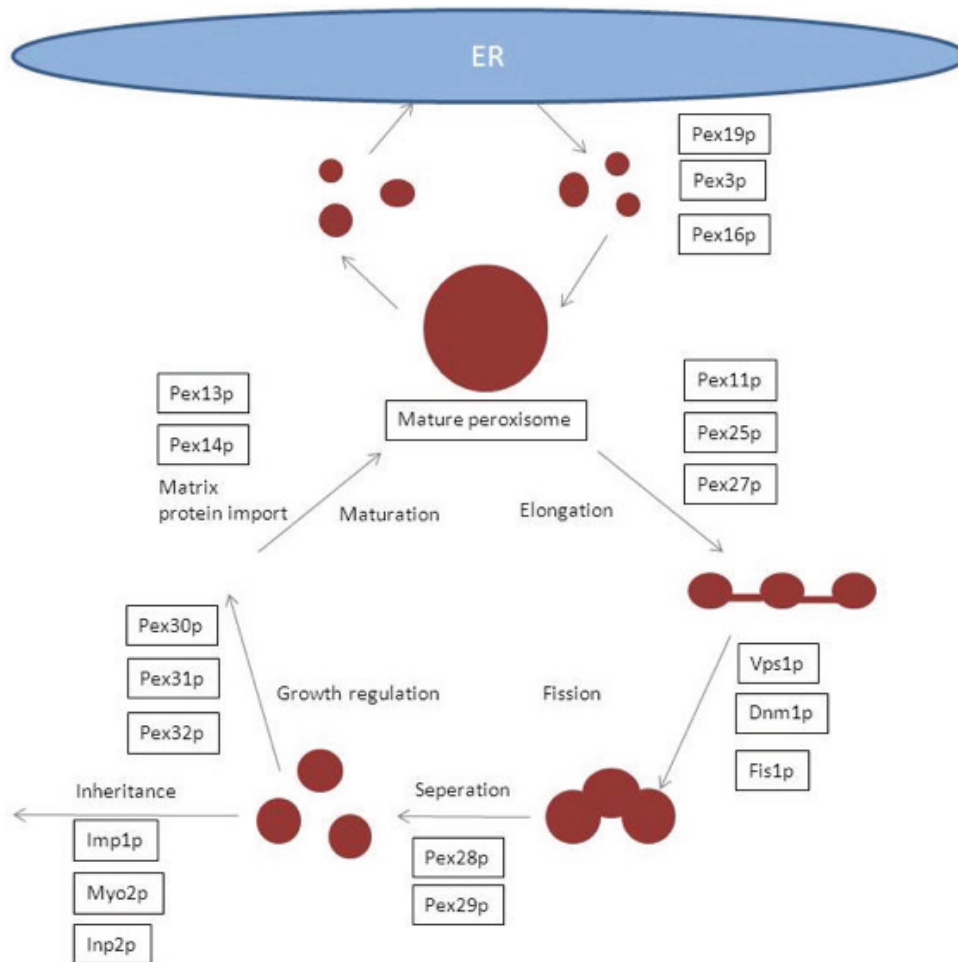 ER
Pex19p
Pex3p
Pex16p
Pex13p
Pex14p
Matrix
protein import
Mature peroxisome
Pex11p
Pex25p
Pex27p
Maturation
Elongation
Pex30p
Pex31p
Pex32p
Growth regulation
Fission
Vps1p
Dnm1p
Fis1p
Inheritance
Imp1p
Myo2p
Inp2p
Seperation
Pex28p
Pex29p